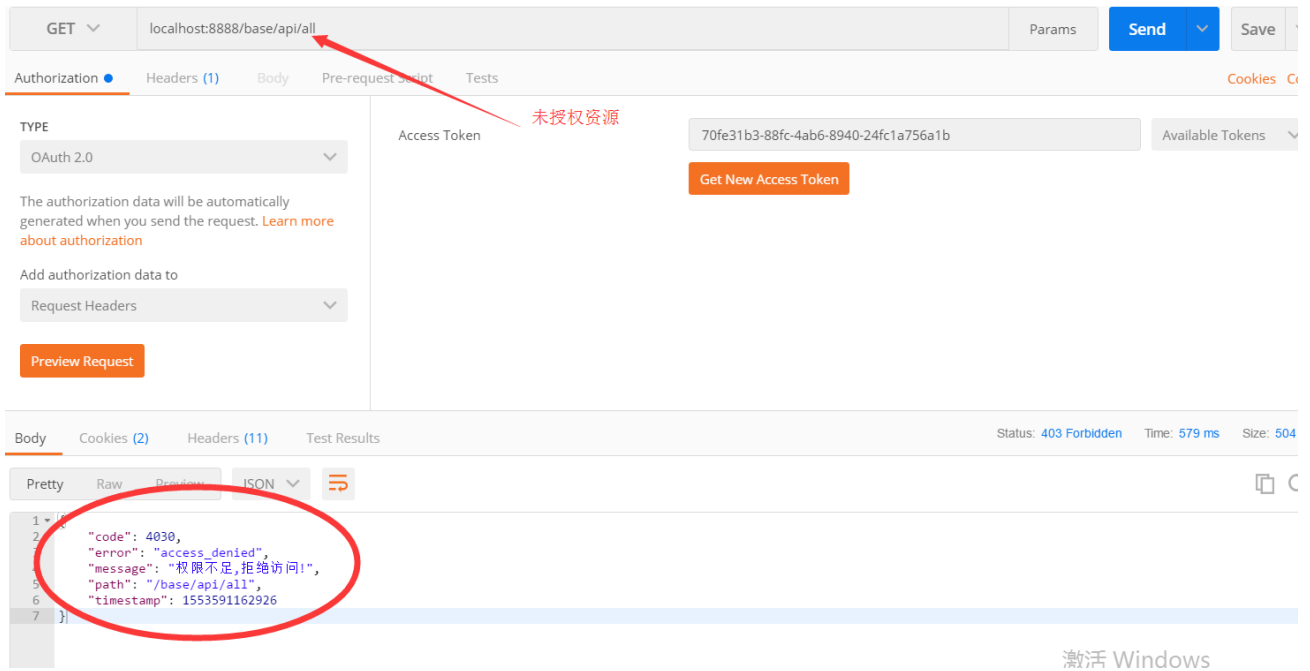 GET localhost:8888/base/api/all Params Send Save
Authorization Headers (1) Body Pre-request Script Tests Cookies
未授权资源
TYPE
OAuth 2.0
Access Token 70fe31b3-88fc-4ab6-8940-24fc1a756a1b Available Tokens
Get New Access Token
The authorization data will be automatically
generated when you send the request. Learn more
about authorization
Add authorization data to
Request Headers
Preview Request
Body Cookies (2) Headers (11) Test Results Status: 403 Forbidden Time: 579 ms Size: 504
Pretty Raw Preview JSON
1 {
2 "code": 4030,
3 "error": "access_denied",
4 "message": "权限不足,拒绝访问!",
5 "path": "/base/api/all",
6 "timestamp": 1553591162926
7 }
激活 Windows